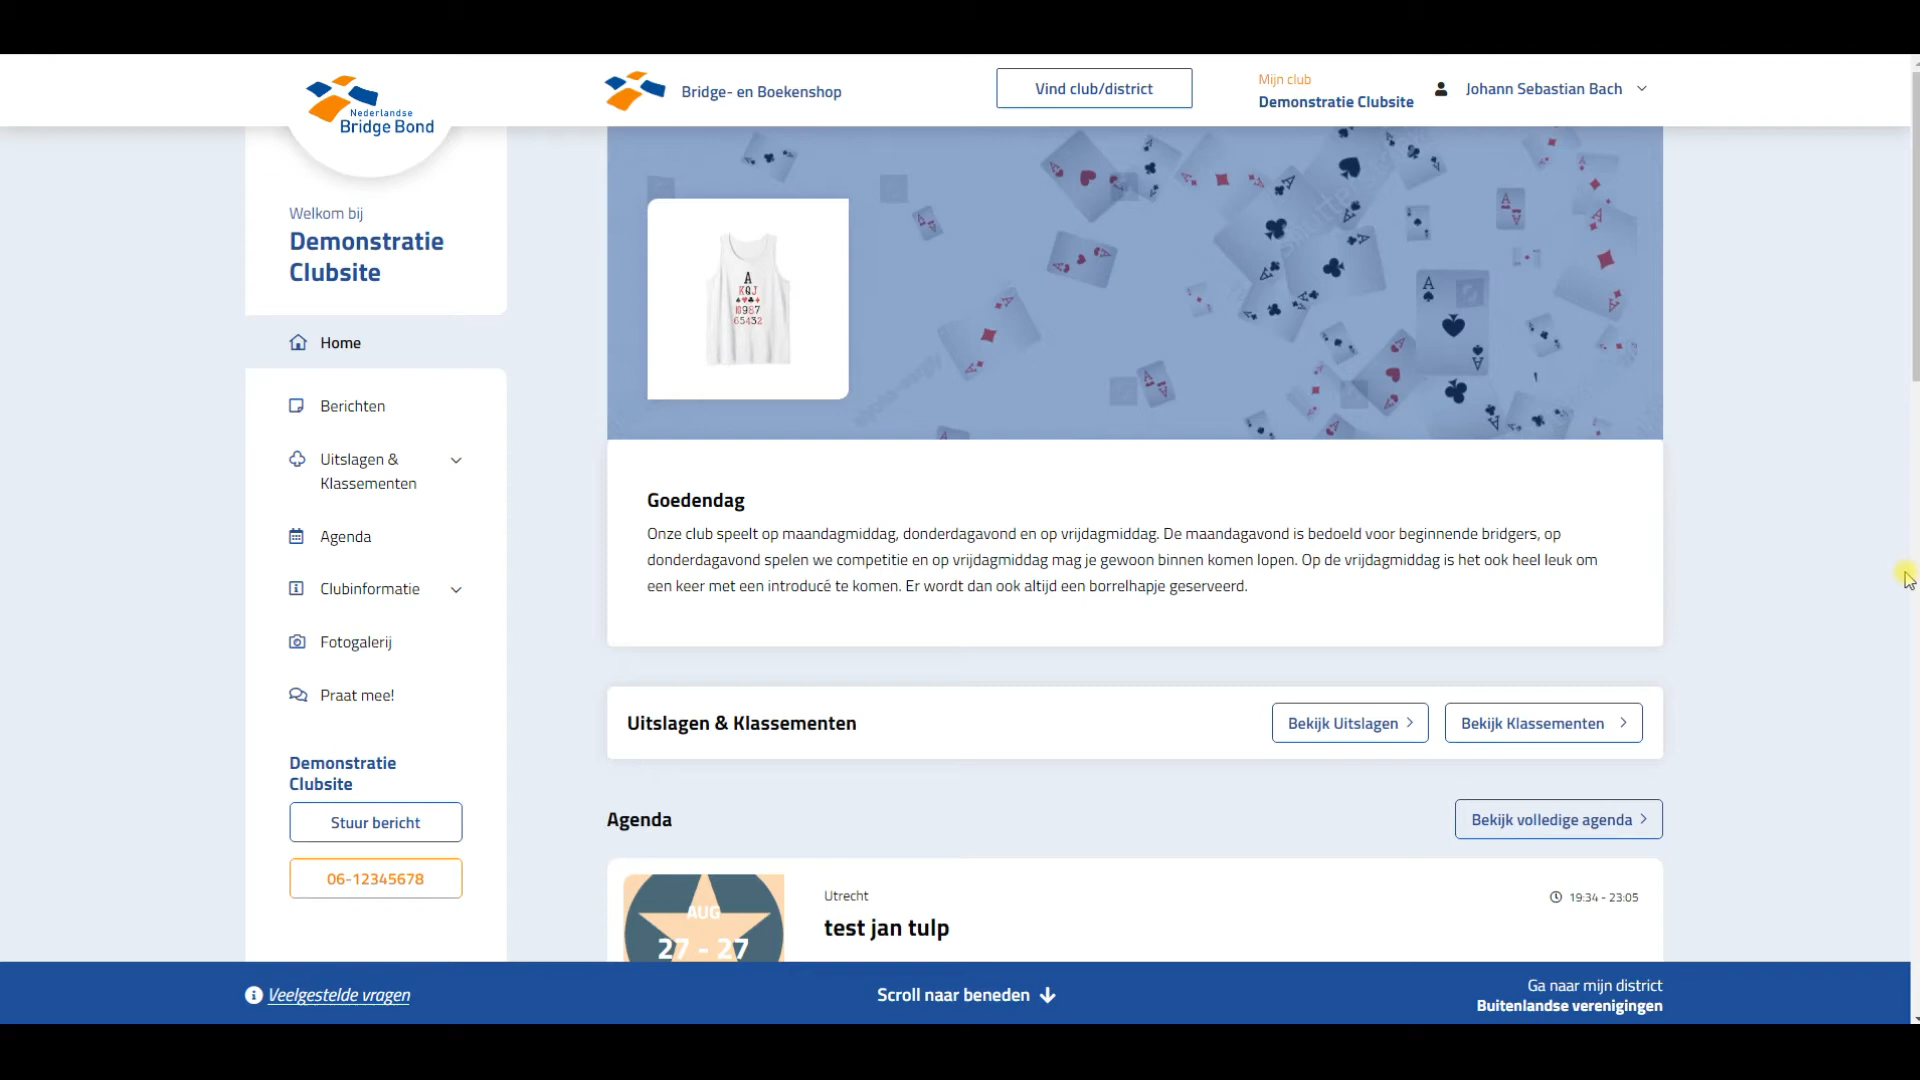 Nederlandse
Bridge Bond
Bridge- en Boekenshop
Vind club/district
Mijn club
Demonstratie Clubsite
Johann Sebastian Bach
Welkom bij
Demonstratie
Clubsite
Home
Berichten
Uitslagen &
Klassementen
Agenda
Clubinformatie
Fotogalerij
Praat mee!
Demonstratie
Clubsite
Stuur bericht
06-12345678
A
KQJ
10987
65432
Goedendag
Onze club speelt op maandagmiddag, donderdagavond en op vrijdagmiddag. De maandagavond is bedoeld voor beginnende bridgers, op
donderdagavond spelen we competitie en op vrijdagmiddag mag je gewoon binnen komen lopen. Op de vrijdagmiddag is het ook heel leuk om
een keer met een introducé te komen. Er wordt dan ook altijd een borrelhapje geserveerd.
Uitslagen & Klassementen
Bekijk Uitslagen
Bekijk Klassementen
Agenda
Bekijk volledige agenda
AUG
27 - 27
Utrecht
test jan tulp
19:34 - 23:05
Veelgestelde vragen
Scroll naar beneden
Ga naar mijn district
Buitenlandse verenigingen